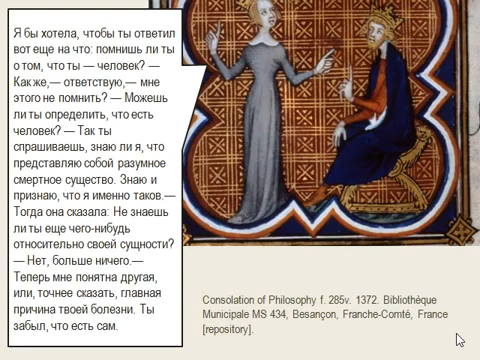 Я бы хотела, чтобы ты ответил
вот еще на что: помнишь ли ты
о том, что ты — человек? —
Как же,— ответствую,— мне
этого не помнить? — Можешь
ли ты определить, что есть
человек? — Так ты
спрашиваешь, знаю ли я, что
представляю собой разумное
смертное существо. Знаю и
признаю, что я именно таков.—
Тогда она сказала: Не знаешь
ли ты еще чего-нибудь
относительно своей сущности?
— Нет, больше ничего.—
Теперь мне понятна другая,
или, точнее сказать, главная
причина твоей болезни. Ты
забыл, что есть сам.
Consolation of Philosophy f. 285v. 1372. Bibliothèque
Municipale MS 434, Besançon, Franche-Comté, France
[repository].